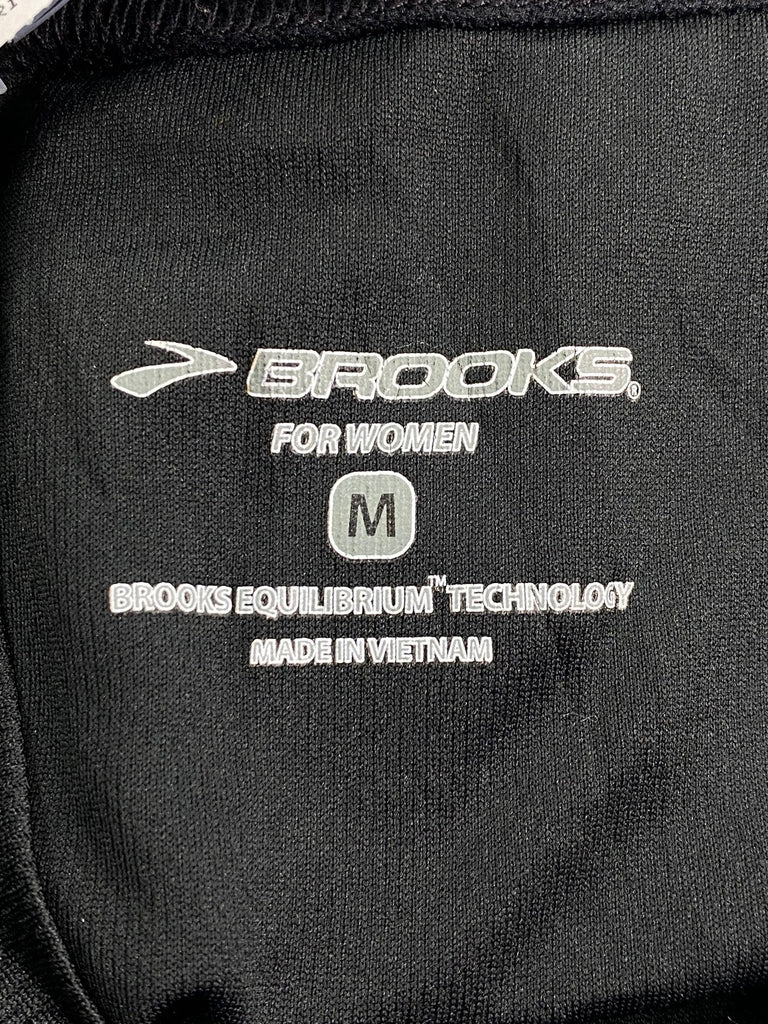 BROOKS®
FOR WOMEN
M
BROOKS EQUILIBRIUM™ TECHNOLOGY
MADE IN VIETNAM